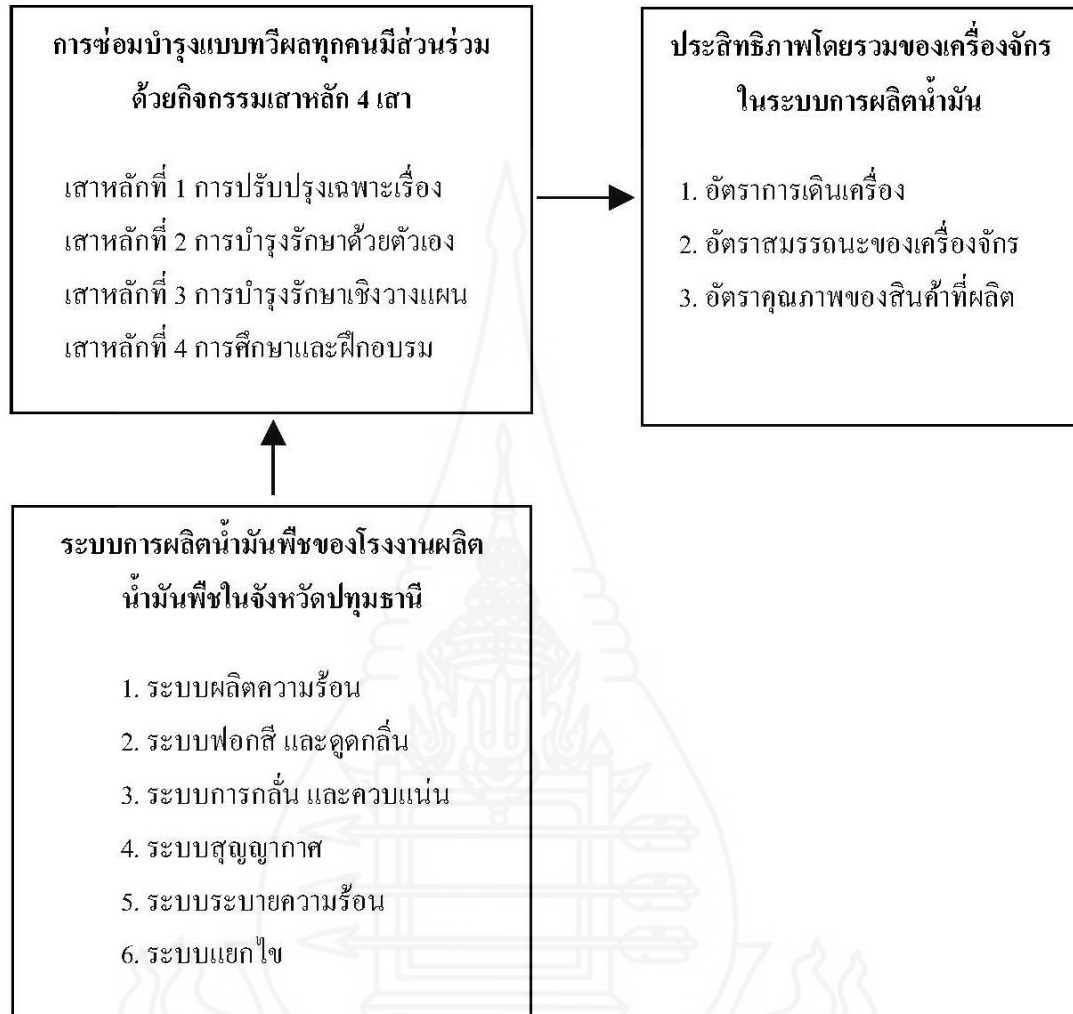 การซ่อมบำรุงแบบทวีผลทุกคนมีส่วนร่วม
ด้วยกิจกรรมเสาหลัก 4 เสา
เสาหลักที่ 1 การปรับปรุงเฉพาะเรื่อง
เสาหลักที่ 2 การบำรุงรักษาด้วยตัวเอง
เสาหลักที่ 3 การบำรุงรักษาเชิงวางแผน
เสาหลักที่ 4 การศึกษาและฝึกอบรม
ประสิทธิภาพโดยรวมของเครื่องจักร
ในระบบการผลิตน้ำมัน
1. อัตราการเดินเครื่อง
2. อัตราสมรรถนะของเครื่องจักร
3. อัตราคุณภาพของสินค้าที่ผลิต
ระบบการผลิตน้ำมันพืชของโรงงานผลิต
น้ำมันพืชในจังหวัดปทุมธานี
1. ระบบผลิตความร้อน
2. ระบบฟอกสี และดูดกลิ่น
3. ระบบการกลั่น และควบแน่น
4. ระบบสุญญากาศ
5. ระบบระบายความร้อน
6. ระบบแยกไข